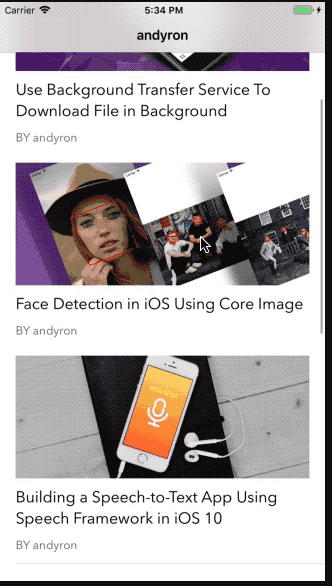 Carrier 5:34 PM
andyron
Use Background Transfer Service To
Download File in Background
BY andyron
Face Detection in iOS Using Core Image
BY andyron
Building a Speech-to-Text App Using
Speech Framework in iOS 10
BY andyron